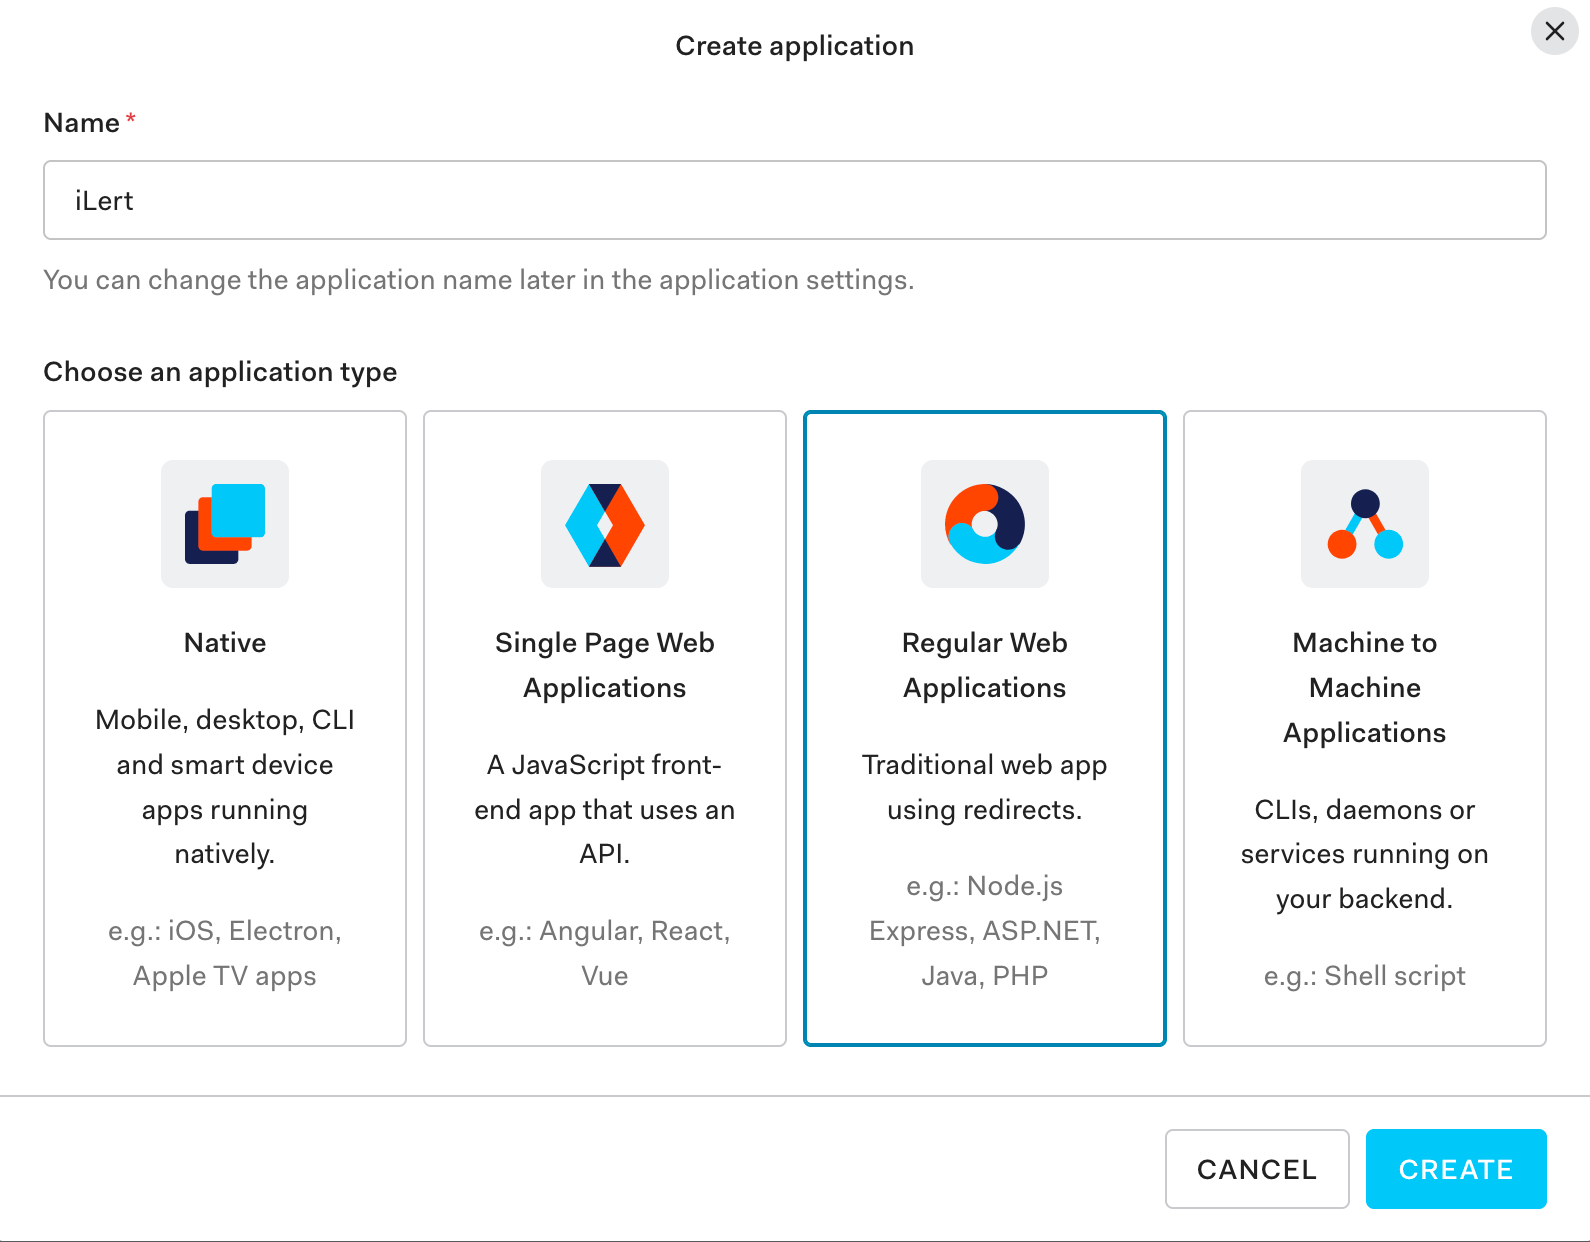 Create application
Name *
iLert
You can change the application name later in the application settings.
Choose an application type
Native
Mobile, desktop, CLI
and smart device
apps running
natively.
e.g.: iOS, Electron,
Apple TV apps
Single Page Web
Applications
A JavaScript front-
end app that uses an
API.
e.g.: Angular, React,
Vue
Regular Web
Applications
Traditional web app
using redirects.
e.g.: Node.js
Express, ASP.NET,
Java, PHP
Machine to
Machine
Applications
CLIs, daemons or
services running on
your backend.
e.g.: Shell script
CANCEL
CREATE